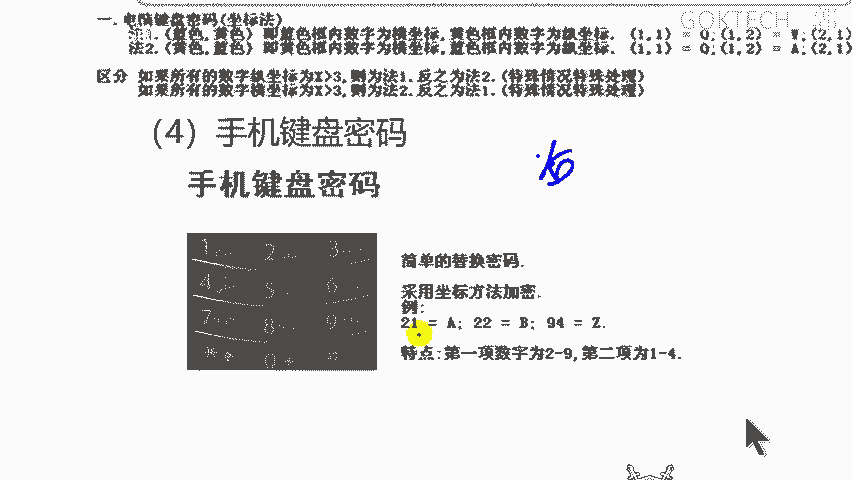 一.电脑键盘密码(坐标法)
GOKTECH
法1.(蓝色,黄色) 即蓝色框内数字为横坐标,黄色框内数字为纵坐标. (1,1) = Q,(1,2) = W,(2,1)
法2.(黄色,蓝色) 即黄色框内数字为横坐标,蓝色框内数字为纵坐标. (1,1) = Q,(1,2) = A,(2,1)
区分 如果所有的数字纵坐标为X>3,则为法1.反之为法2.(特殊情况特殊处理)
如果所有的数字横坐标为X>3,则为法2.反之为法1.(特殊情况特殊处理)
(4) 手机键盘密码
手机键盘密码
1 2 3
4 5 6
7 8 9
* 0
简单的替换密码.
采用坐标方法加密.
例:
21 = A; 22 = B; 94 = Z.
特点:第一项数字为2-9,第二项为1-4.